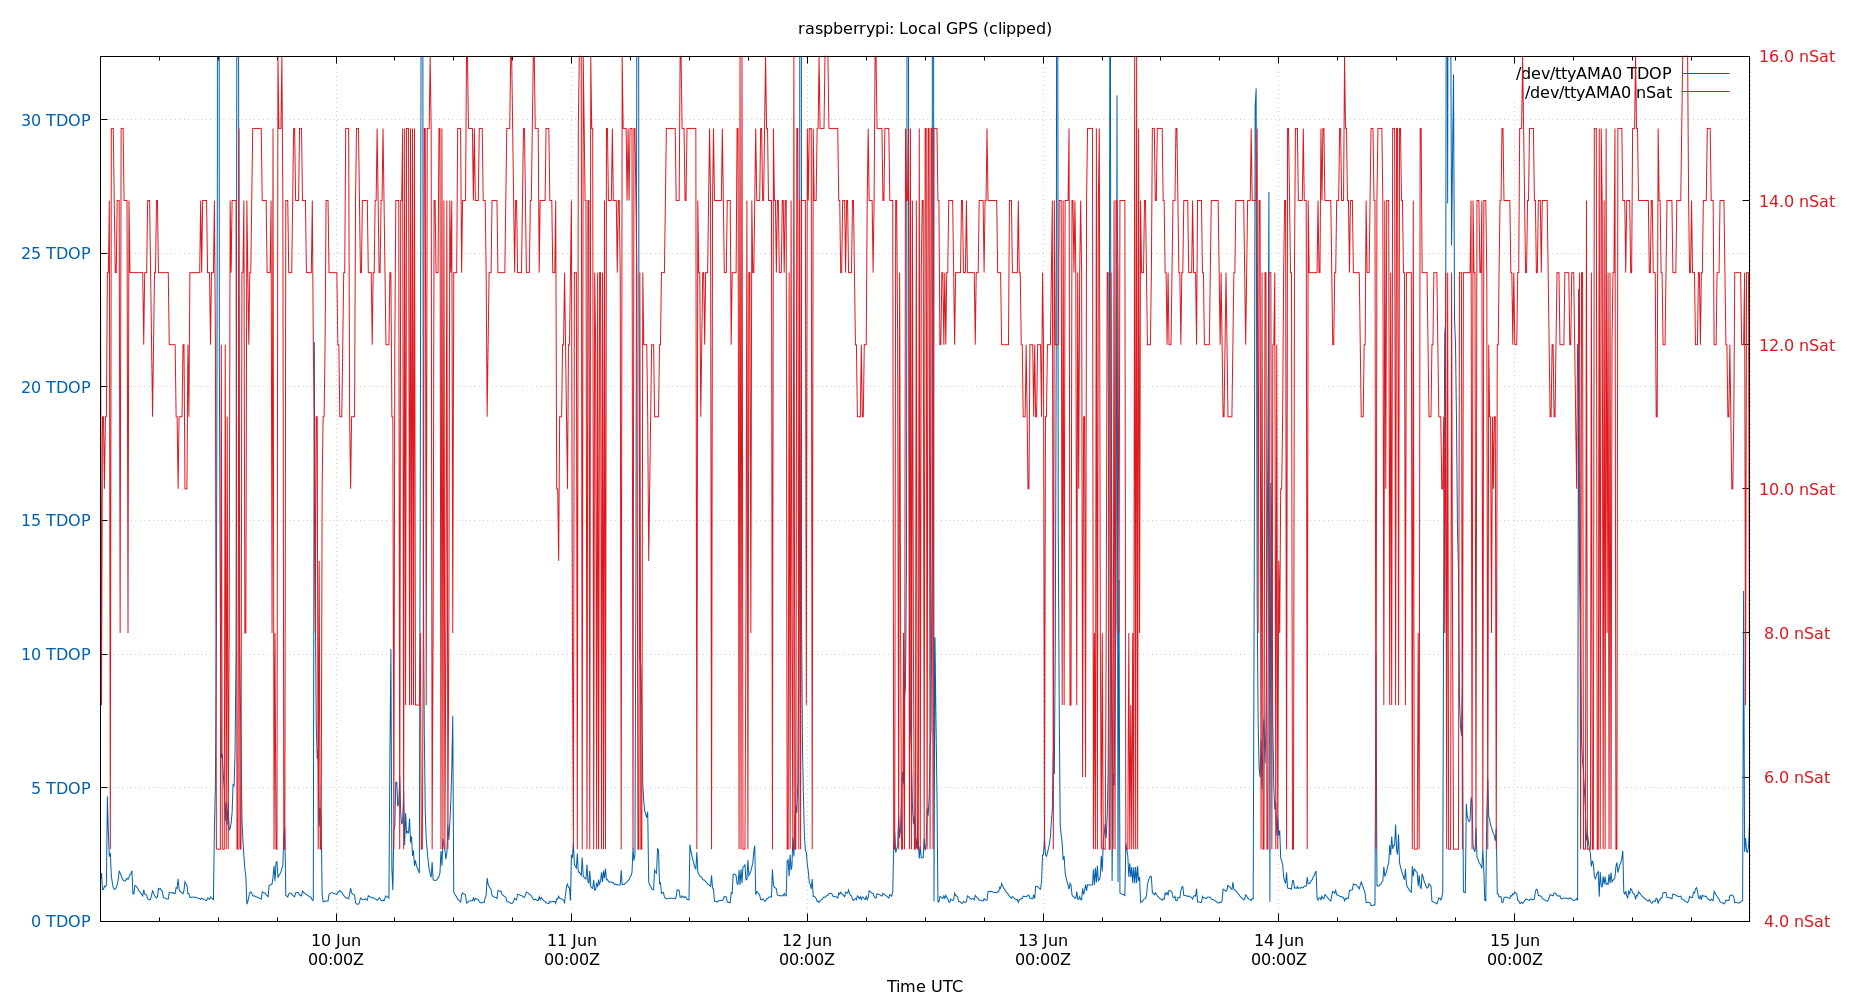 raspberrypi: Local GPS (clipped)
/dev/ttyAMA0 TDOP
/dev/ttyAMA0 nSat
30 TDOP
25 TDOP
20 TDOP
15 TDOP
10 TDOP
5 TDOP
0 TDOP
16.0 nSat
14.0 nSat
12.0 nSat
10.0 nSat
8.0 nSat
6.0 nSat
4.0 nSat
10 Jun
00:00Z
11 Jun
00:00Z
12 Jun
00:00Z
13 Jun
00:00Z
14 Jun
00:00Z
15 Jun
00:00Z
Time UTC